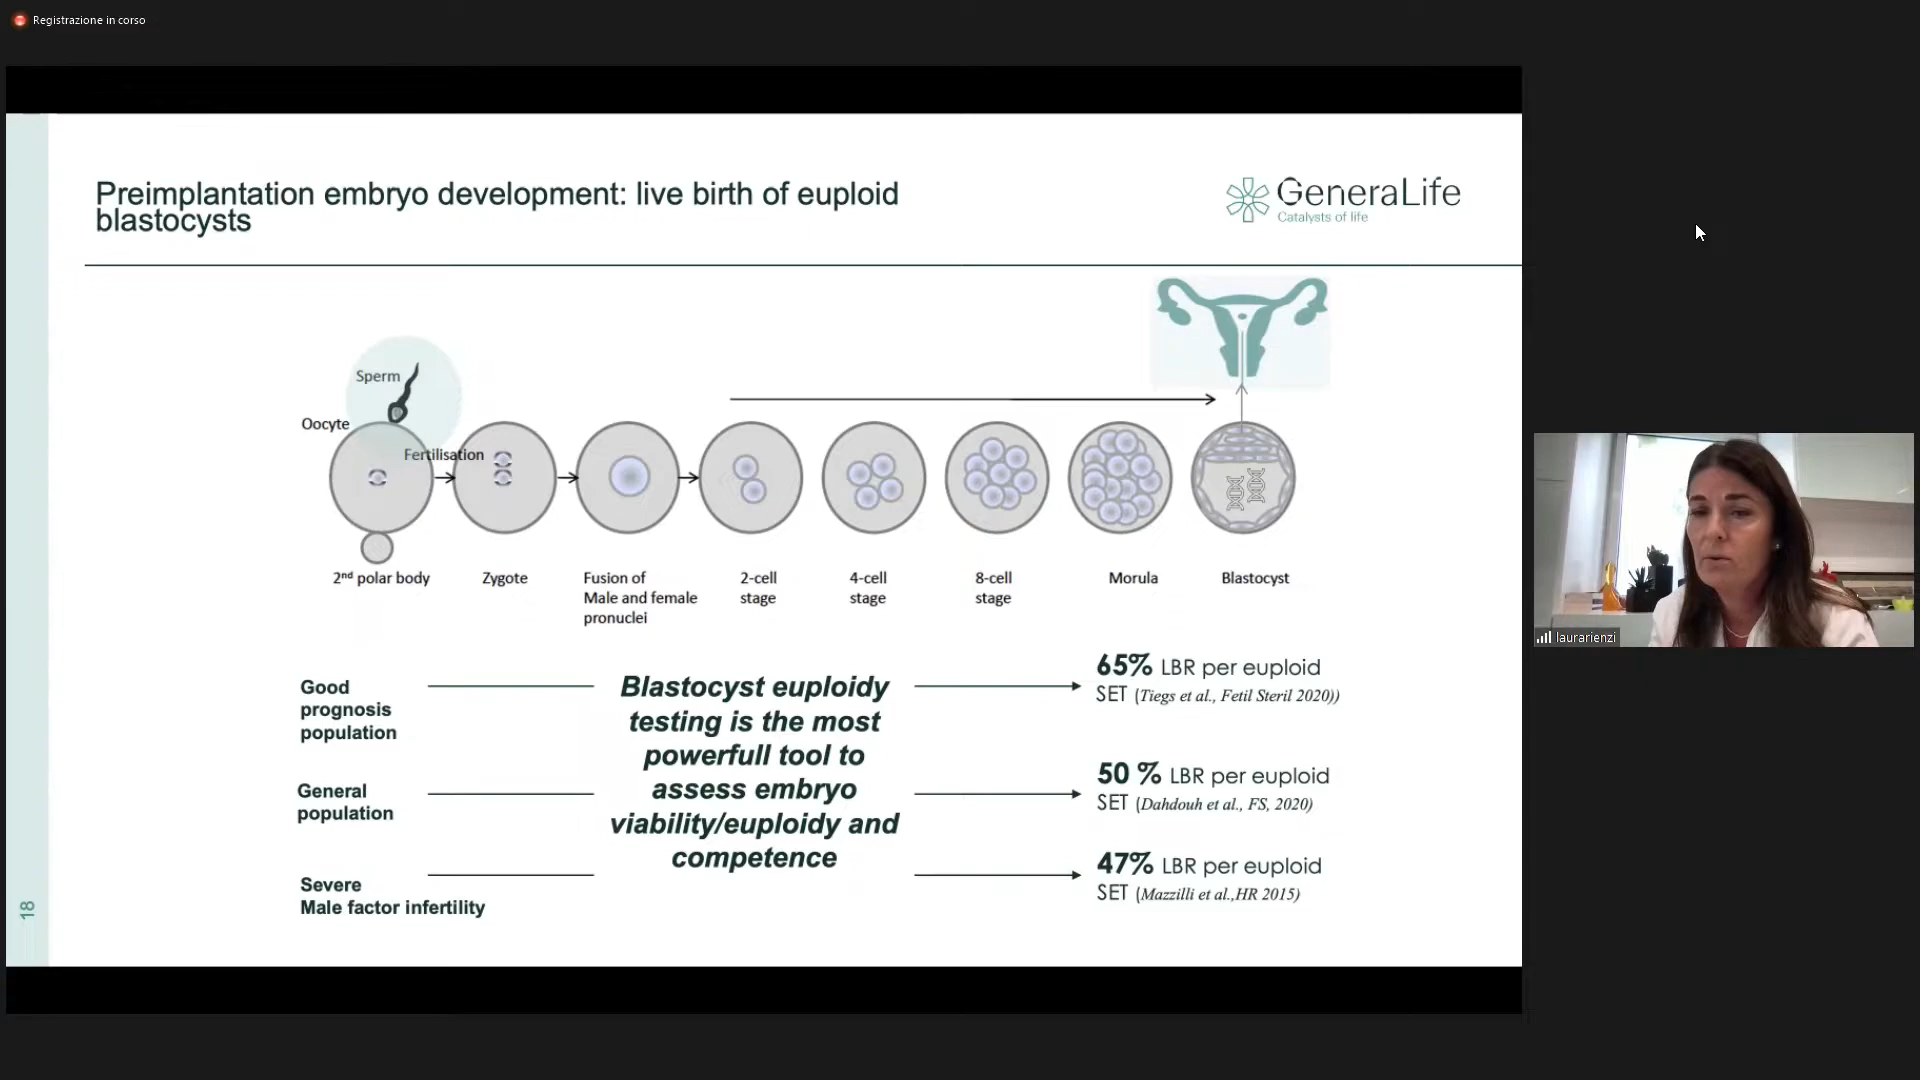 Registrazione in corso
Preimplantation embryo development: live birth of euploid
blastocysts
GeneraLife
Catalysts of life
Sperm
Oocyte
Fertilisation
2nd polar body
Zygote
Fusion of
Male and female
pronuclei
2-cell
stage
4-cell
stage
8-cell
stage
Morula
Blastocyst
Good
prognosis
population
General
population
Severe
Male factor infertility
Blastocyst euploidy
testing is the most
powerfull tool to
assess embryo
viability/euploidy and
competence
65% LBR per euploid
SET (Tiegs et al., Fetil Steril 2020))
50 % LBR per euploid
SET (Dahdouh et al., FS, 2020)
47% LBR per euploid
SET (Mazzilli et al.,HR 2015)
18
laurarienzi